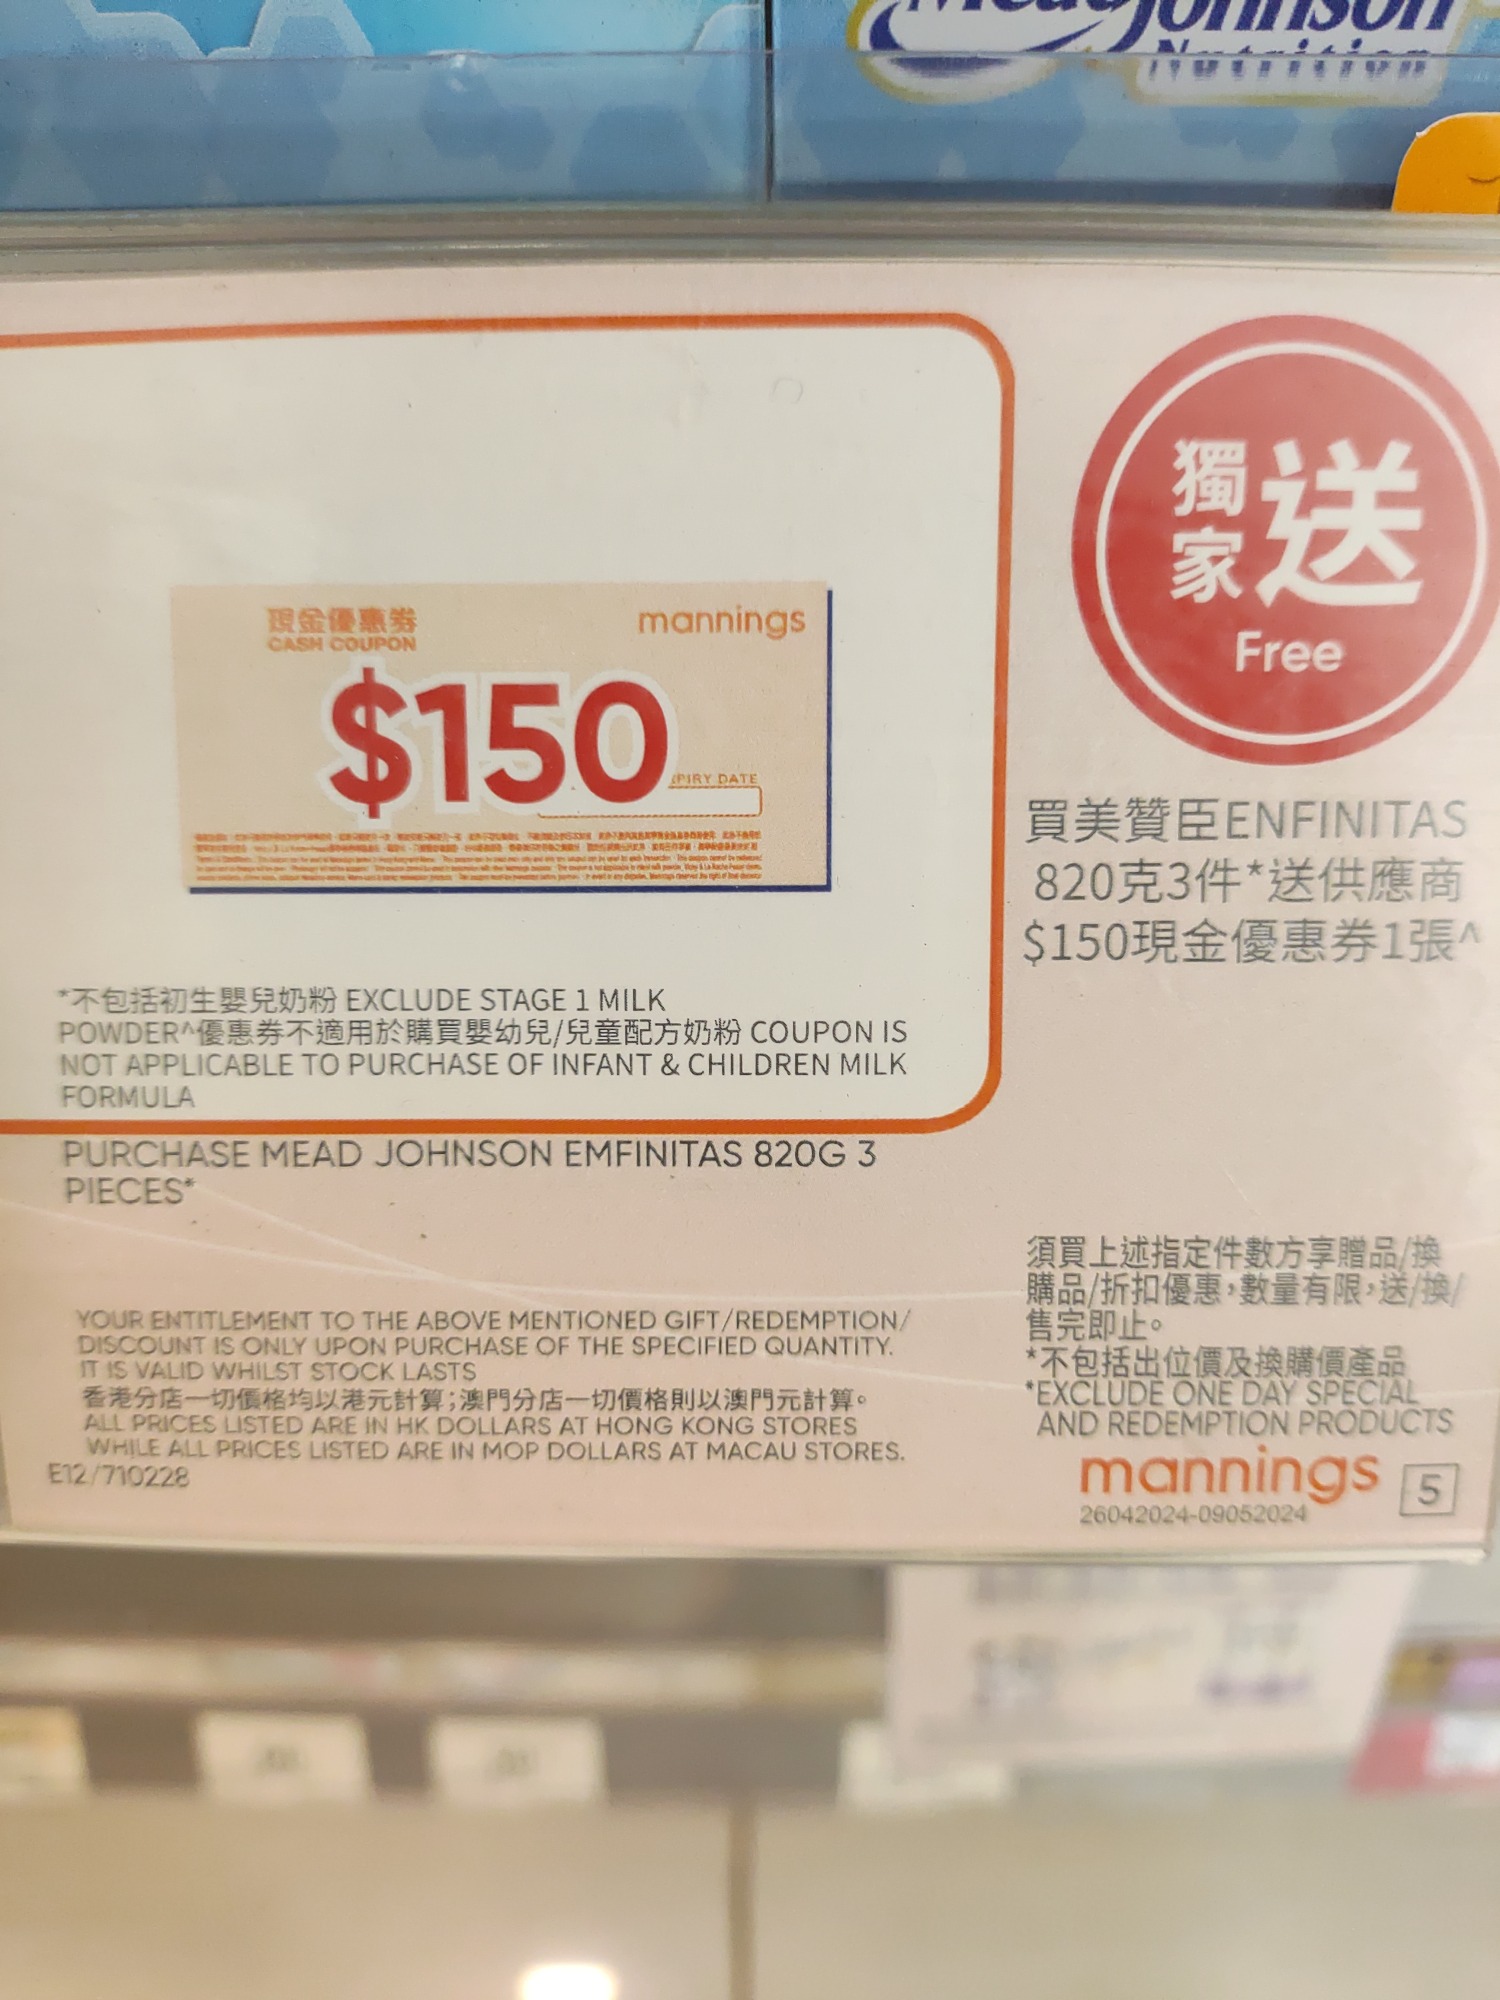 MeadJohnson
Nutrition
現金優惠券
CASH COUPON
mannings
$150
PIRY DATE
獨家
送
Free
買美贊臣ENFINITAS
820克3件*送供應商
$150現金優惠券1張^
*不包括初生嬰兒奶粉 EXCLUDE STAGE 1 MILK
POWDER^優惠券不適用於購買嬰幼兒/兒童配方奶粉 COUPON IS
NOT APPLICABLE TO PURCHASE OF INFANT & CHILDREN MILK
FORMULA
PURCHASE MEAD JOHNSON EMFINITAS 820G 3
PIECES*
YOUR ENTITLEMENT TO THE ABOVE MENTIONED GIFT/REDEMPTION/
DISCOUNT IS ONLY UPON PURCHASE OF THE SPECIFIED QUANTITY.
IT IS VALID WHILST STOCK LASTS
香港分店一切價格均以港元計算;澳門分店一切價格則以澳門元計算。
ALL PRICES LISTED ARE IN HK DOLLARS AT HONG KONG STORES
WHILE ALL PRICES LISTED ARE IN MOP DOLLARS AT MACAU STORES.
E12/710228
須買上述指定件數方享贈品/換
購品/折扣優惠,數量有限,送/換/
售完即止。
*不包括出位價及換購價產品
*EXCLUDE ONE DAY SPECIAL
AND REDEMPTION PRODUCTS
mannings 5
26042024-09052024